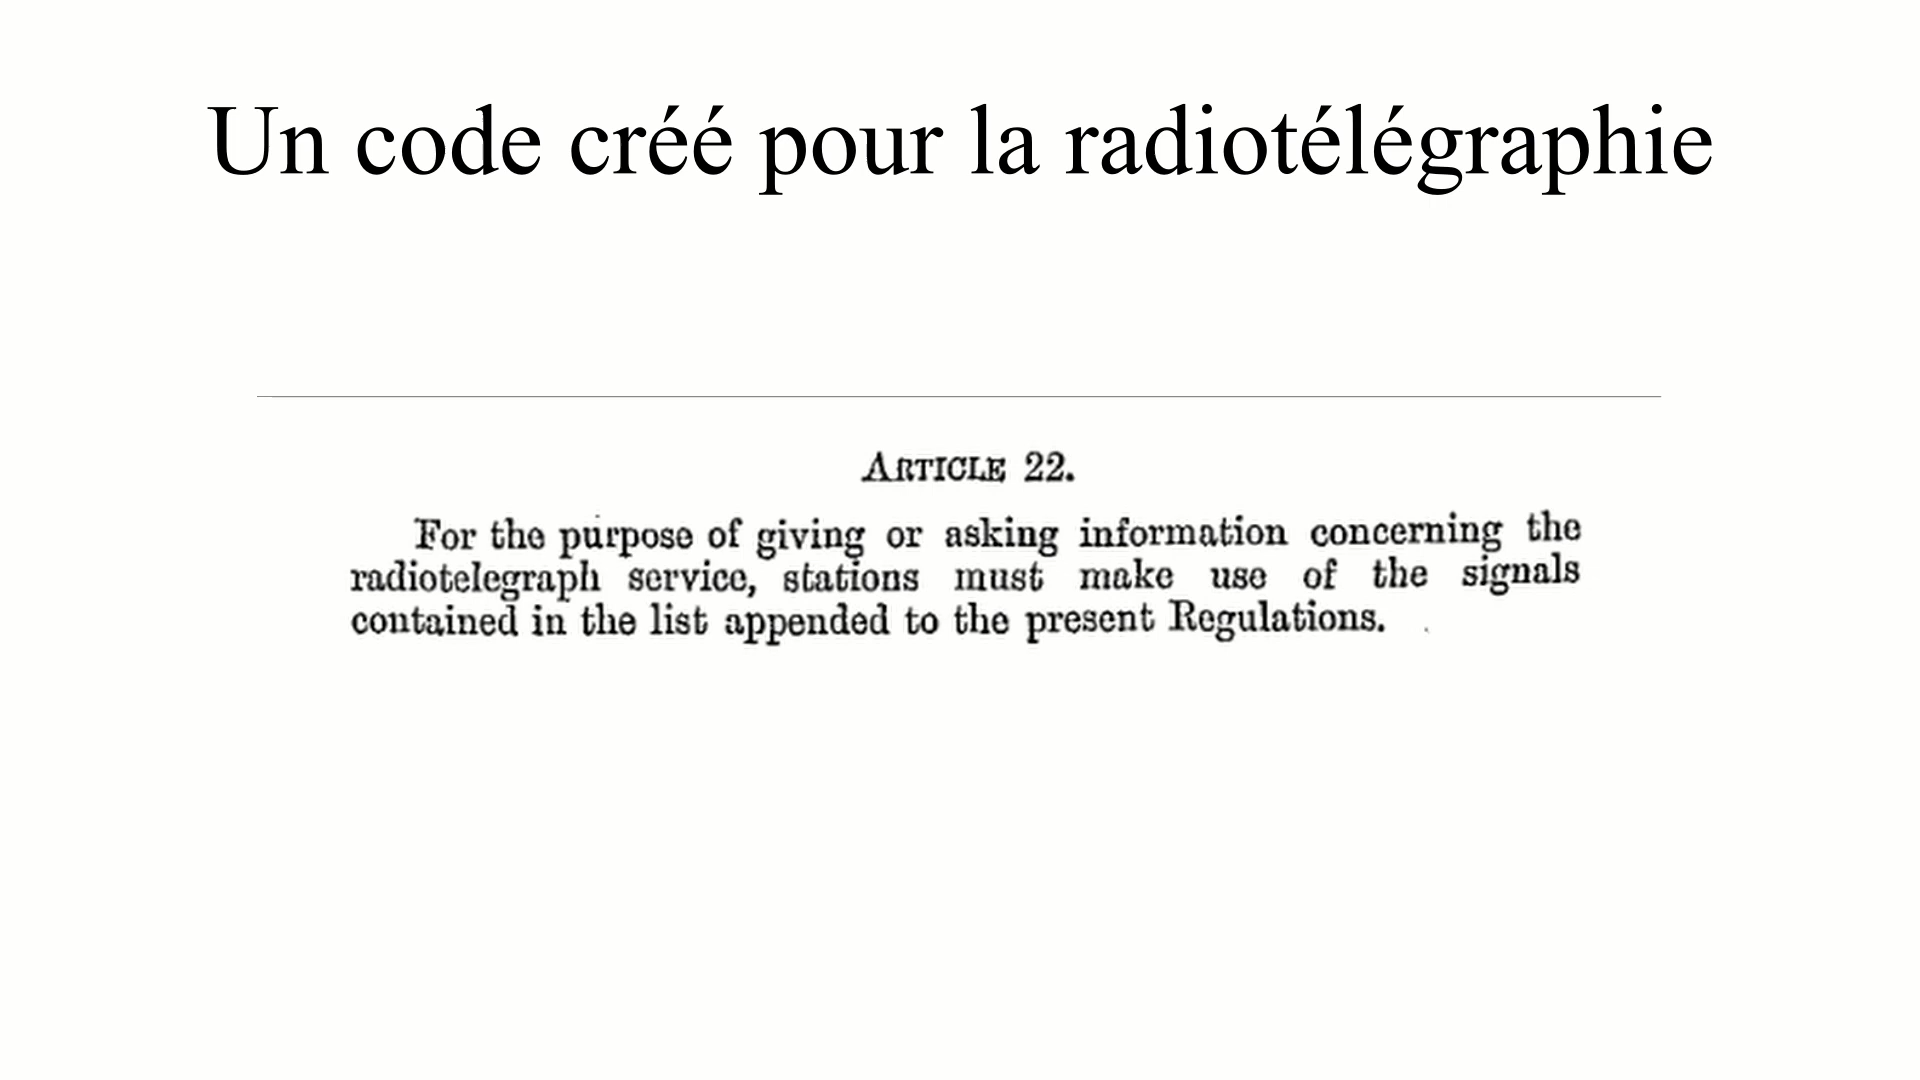 Un code créé pour la radiotélégraphie
ARTICLE 22.
For the purpose of giving or asking information concerning the
radiotelegraph service, stations must make use of the signals
contained in the list appended to the present Regulations.